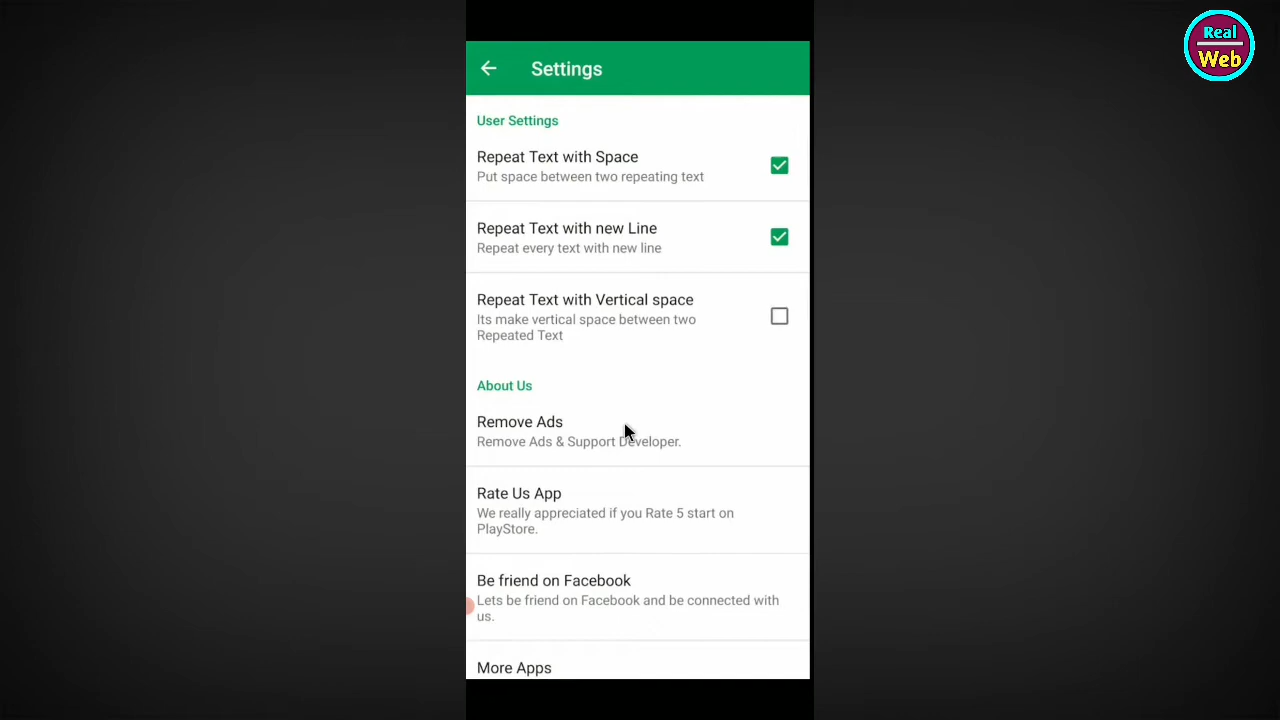 Real
Web
Settings
User Settings
Repeat Text with Space
Put space between two repeating text
Repeat Text with new Line
Repeat every text with new line
Repeat Text with Vertical space
Its make vertical space between two
Repeated Text
About Us
Remove Ads
Remove Ads & Support Developer.
Rate Us App
We really appreciated if you Rate 5 start on
PlayStore.
Be friend on Facebook
Lets be friend on Facebook and be connected with
us.
More Apps